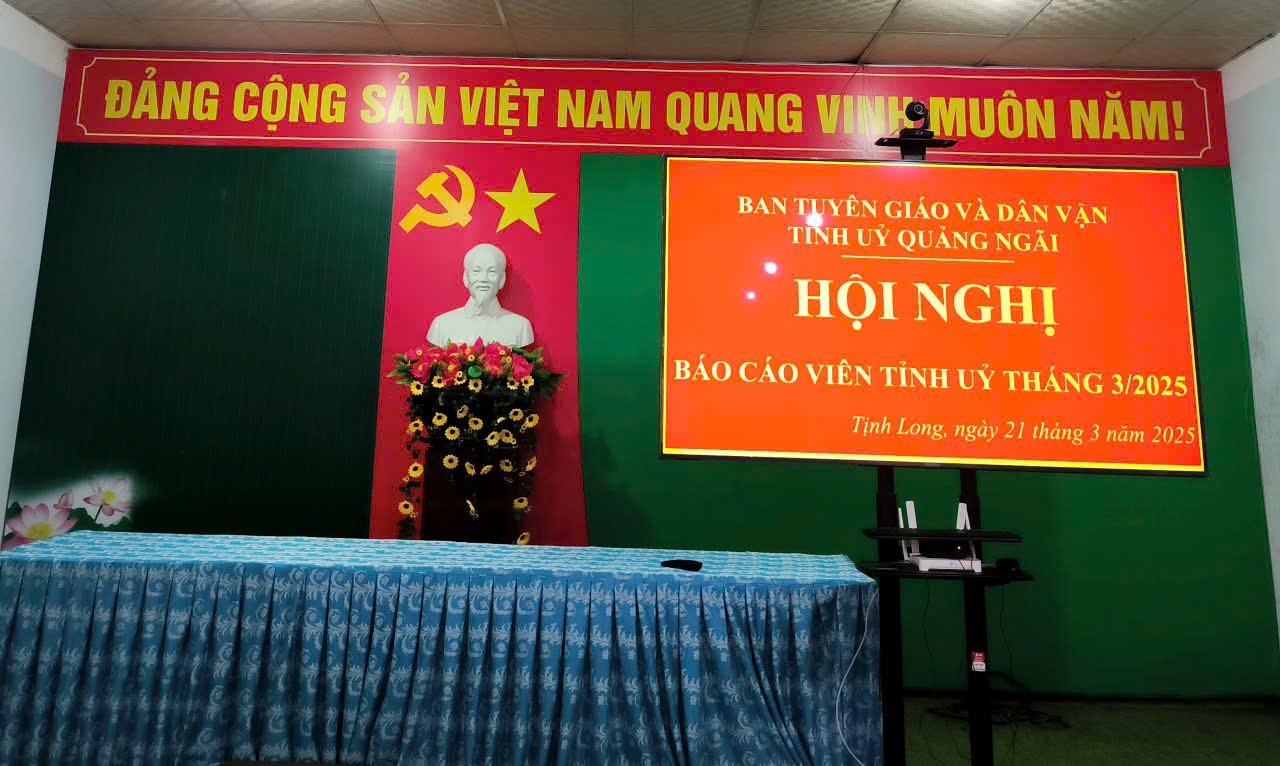 ĐẢNG CỘNG SẢN VIỆT NAM QUANG VINH MUÔN NĂM!
BAN TUYÊN GIÁO VÀ DÂN VẬN
TỈNH UỶ QUẢNG NGÃI
HỘI NGHỊ
BÁO CÁO VIÊN TỈNH UỶ THÁNG 3/2025
Tịnh Long, ngày 21 tháng 3 năm 2025